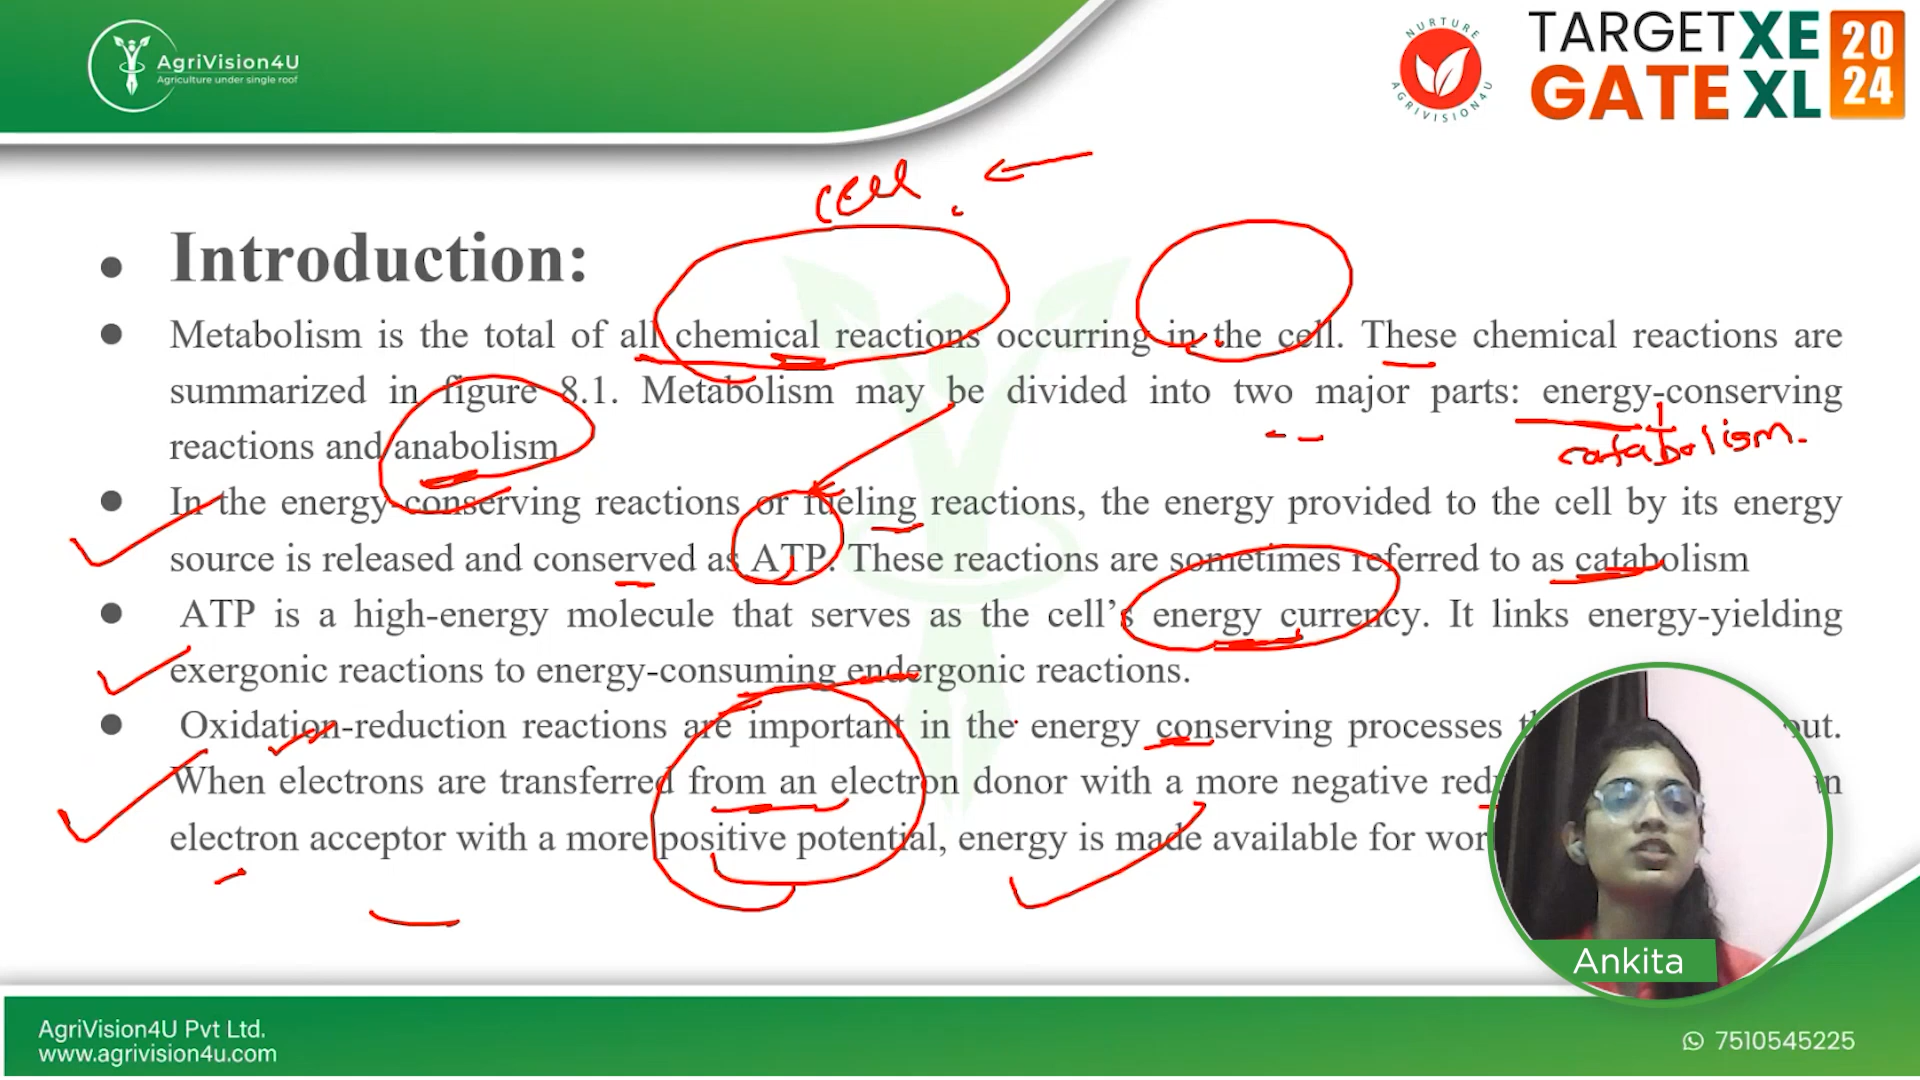 AgriVision4U
Agriculture under single roof
NURTURE
AGRIVISION4U
TARGET XE
GATE XL
20
24
cell
• Introduction:
• Metabolism is the total of all chemical reactions occurring in the cell. These chemical reactions are
summarized in figure 8.1. Metabolism may be divided into two major parts: energy-conserving
reactions and anabolism
catabolism.
• In the energy-conserving reactions or fueling reactions, the energy provided to the cell by its energy
source is released and conserved as ATP. These reactions are sometimes referred to as catabolism
• ATP is a high-energy molecule that serves as the cell’s energy currency. It links energy-yielding
exergonic reactions to energy-consuming endergonic reactions.
• Oxidation-reduction reactions are important in the energy conserving processes out.
When electrons are transferred from an electron donor with a more negative
electron acceptor with a more positive potential, energy is made available for
Ankita
AgriVision4U Pvt Ltd.
www.agrivision4u.com
7510545225